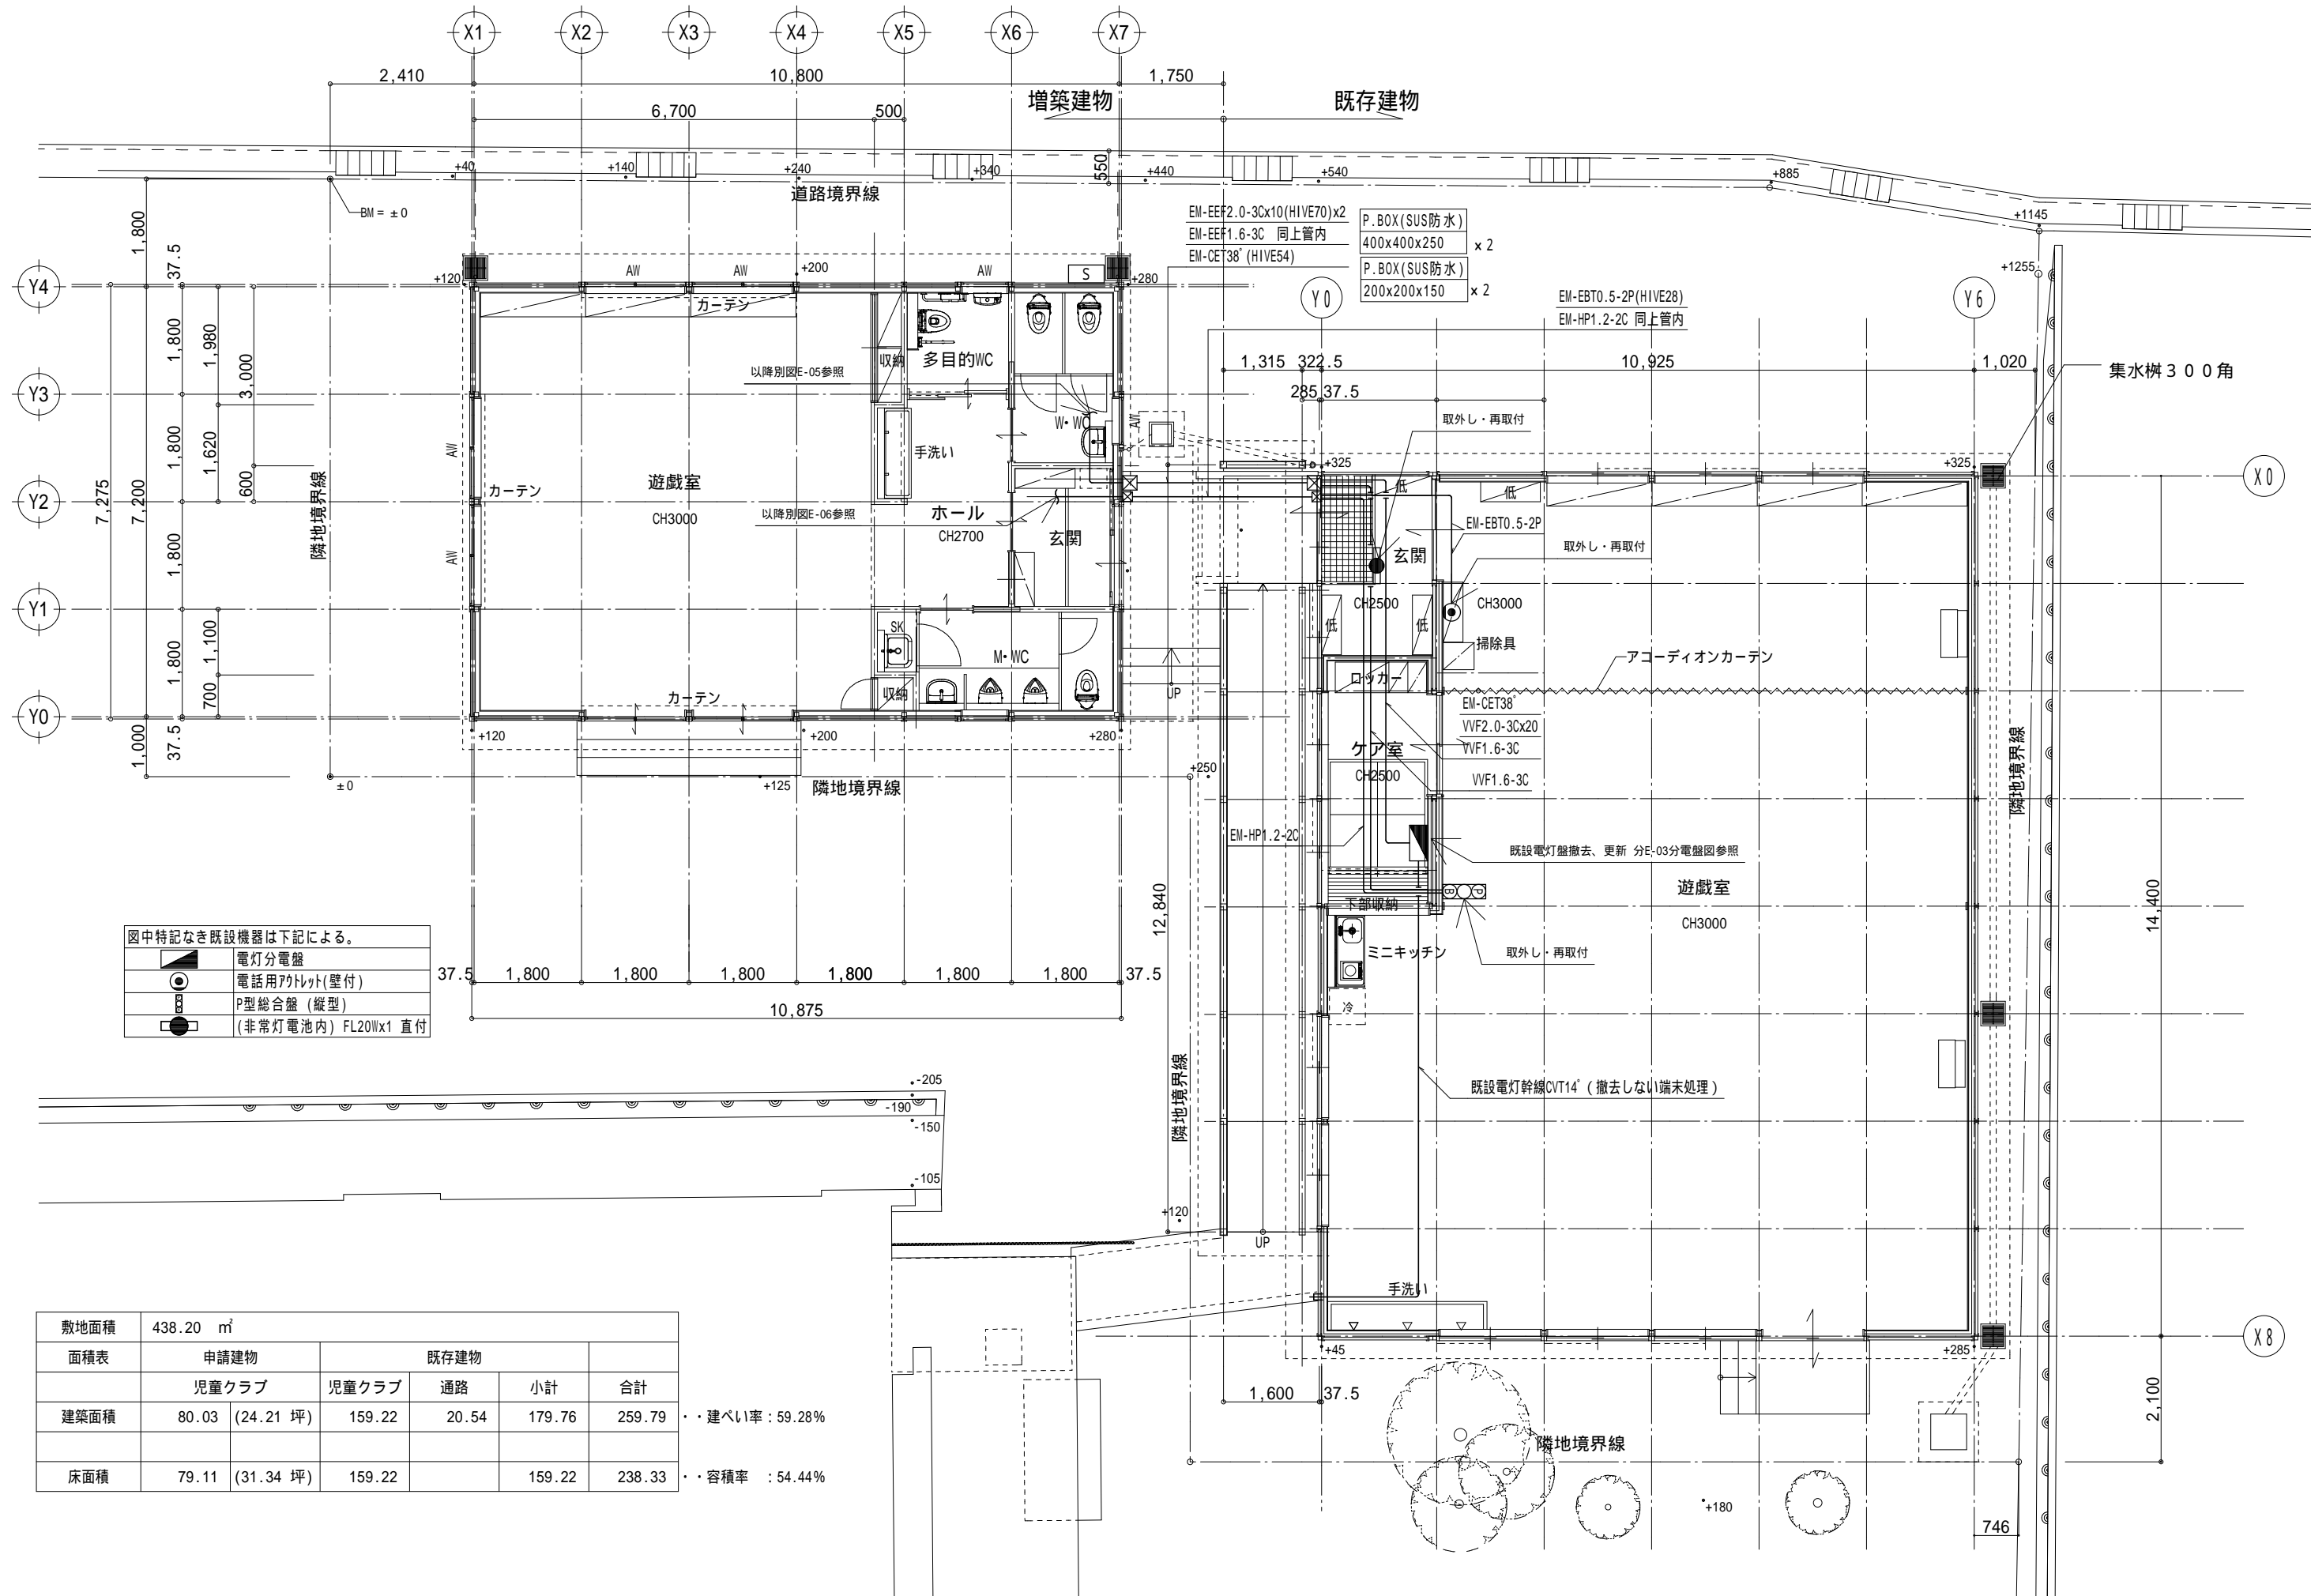 X1
X2
X3
X4
X5
X6
X7
2,410
10,800
1,750
6,700
500
増築建物
既存建物
550
+40
+140
+240
+340
+440
+540
+885
+1145
+1255
道路境界線
BM= ±0
1,800
37.5
EM-EEF2.0-3Cx10(HIVE70)x2
EM-EEF1.6-3C 同上管内
EM-CET38°(HIVE54)
P.BOX(SUS防水)
400x400x250
x 2
P.BOX(SUS防水)
200x200x150
x 2
EM-EBT0.5-2P(HIVE28)
EM-HP1.2-2C 同上管内
Y0
Y6
1,315
322.5
10,925
1,020
285
37.5
集水桝300角
Y4
Y3
Y2
Y1
Y0
7,275
7,200
1,800
1,800
1,800
1,800
1,980
1,620
1,100
700
3,000
600
1,000
37.5
+120
AW
AW
+200
AW
S
+280
カーテン
収納
多目的WC
以降別図E-05参照
W・WC
AW
手洗い
遊戯室
CH3000
カーテン
AW
AW
隣地境界線
以降別図E-06参照
ホール
CH2700
玄関
SK
M・WC
収納
カーテン
UP
+120
+200
+280
±0
+125
隣地境界線
+250
取外し・再取付
+325
+325
X0
低
低
EM-EBT0.5-2P
取外し・再取付
玄関
CH2500
CH3000
低
低
掃除具
アコーディオンカーテン
ロッカー
EM-CET38°
VVF2.0-3Cx20
VVF1.6-3C
VVF1.6-3C
ケア室
CH2500
EM-HP1.2-2C
既設電灯盤撤去、更新 分E-03分電盤図参照
遊戯室
CH3000
B
P
下部収納
ミニキッチン
取外し・再取付
冷
12,840
14,400
隣地境界線
隣地境界線
既設電灯幹線CVT14°(撤去しない端末処理)
図中特記なき既設機器は下記による。
電灯分電盤
電話用アウトレット(壁付)
P型総合盤 (縦型)
(非常灯電池内) FL20Wx1 直付
37.5
1,800
1,800
1,800
1,800
1,800
1,800
37.5
10,875
-205
-190
-150
-105
+120
UP
手洗い
+45
+285
X8
1,600
37.5
2,100
隣地境界線
+180
746
敷地面積 438.20 ㎡
面積表 申請建物 既存建物
児童クラブ 児童クラブ 通路 小計 合計
建築面積 80.03 (24.21 坪) 159.22 20.54 179.76 259.79 ・・建ぺい率:59.28%
床面積 79.11 (31.34 坪) 159.22 159.22 238.33 ・・容積率 :54.44%